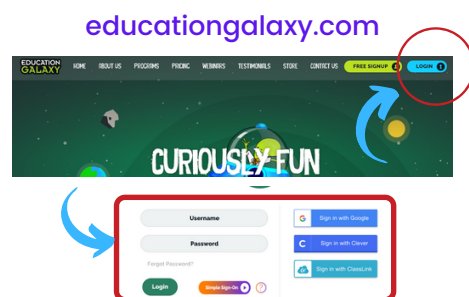 educationgalaxy.com
EDUCATION GALAXY
HOME ABOUT US PROGRAMS PRICING WEBINARS TESTIMONIALS STORE CONTACT US FREE SIGNUP LOGIN
CURIOUSLY FUN
Username
G Sign in with Google
Password
C Sign in with Clever
Forgot Password?
Sign in with ClassLink
Login Simple Sign-On ?